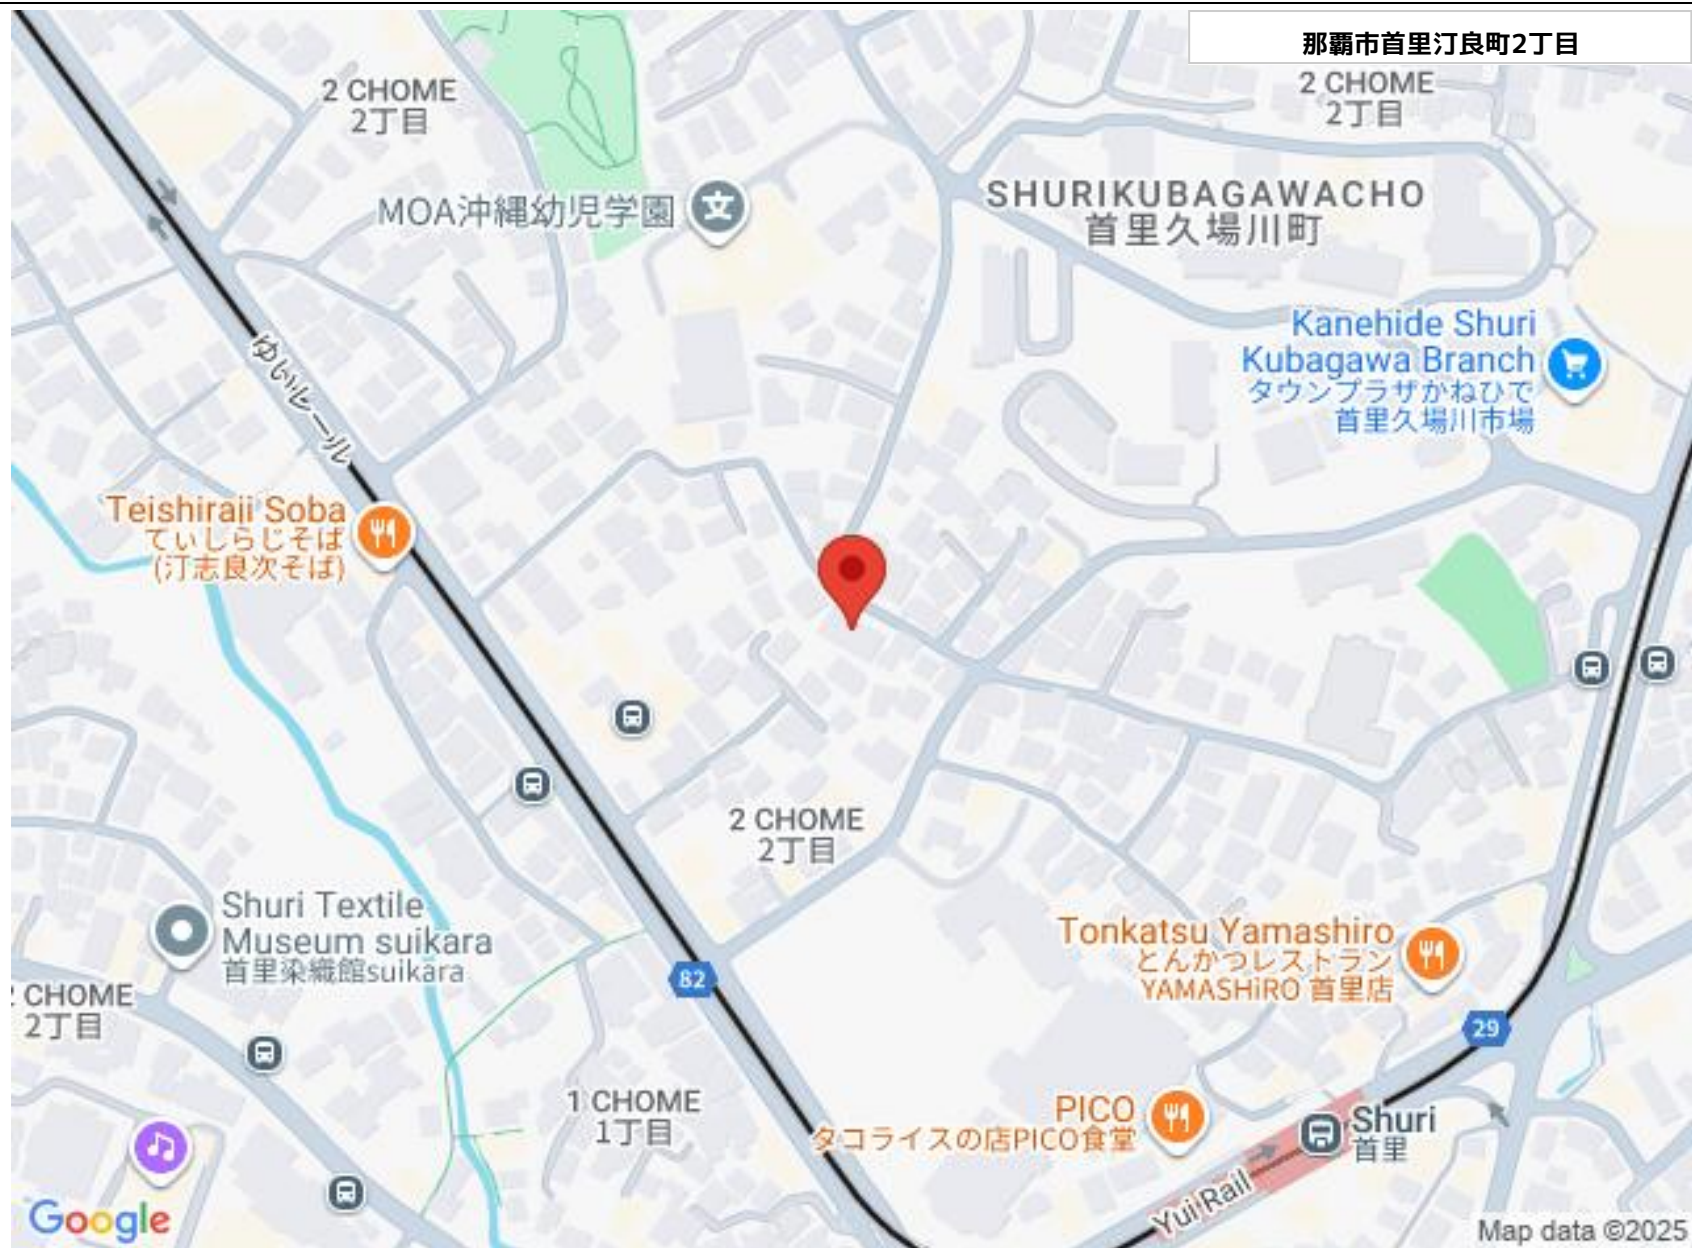 那覇市首里汀良町2丁目
2 CHOME
2丁目
2 CHOME
2丁目
MOA沖縄幼児学園
SHURIKUBAGAWACHO
首里久場川町
Kanehide Shuri
Kubagawa Branch
タウンプラザかねひで
首里久場川市場
ゆいレール
Teishiraji Soba
ていしらじそば
(汀志良次そば)
2 CHOME
2丁目
Shuri Textile
Museum suikara
首里染織館suikara
Tonkatsu Yamashiro
とんかつレストラン
YAMASHiRO 首里店
82
CHOME
2丁目
29
1 CHOME
1丁目
PICO
タコライスの店PICO食堂
Shuri
首里
Yui Rail
Google
Map data ©2025